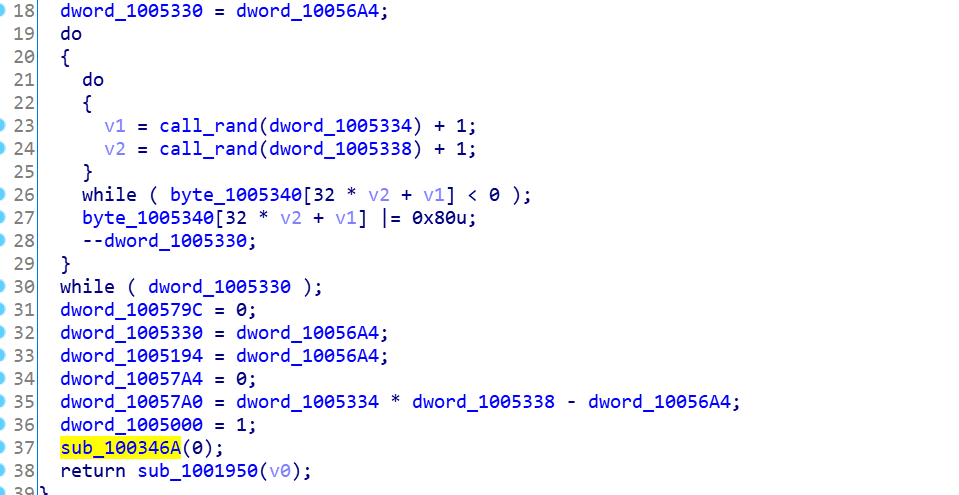 18 dword_1005330 = dword_10056A4;
19 do
20 {
21 do
22 {
23 v1 = call_rand(dword_1005334) + 1;
24 v2 = call_rand(dword_1005338) + 1;
25 }
26 while ( byte_1005340[32 * v2 + v1] < 0 );
27 byte_1005340[32 * v2 + v1] |= 0x80u;
28 --dword_1005330;
29 }
30 while ( dword_1005330 );
31 dword_100579C = 0;
32 dword_1005330 = dword_10056A4;
33 dword_1005194 = dword_10056A4;
34 dword_10057A4 = 0;
35 dword_10057A0 = dword_1005334 * dword_1005338 - dword_10056A4;
36 dword_1005000 = 1;
37 sub_100346A(0);
38 return sub_1001950(v0);
39 }